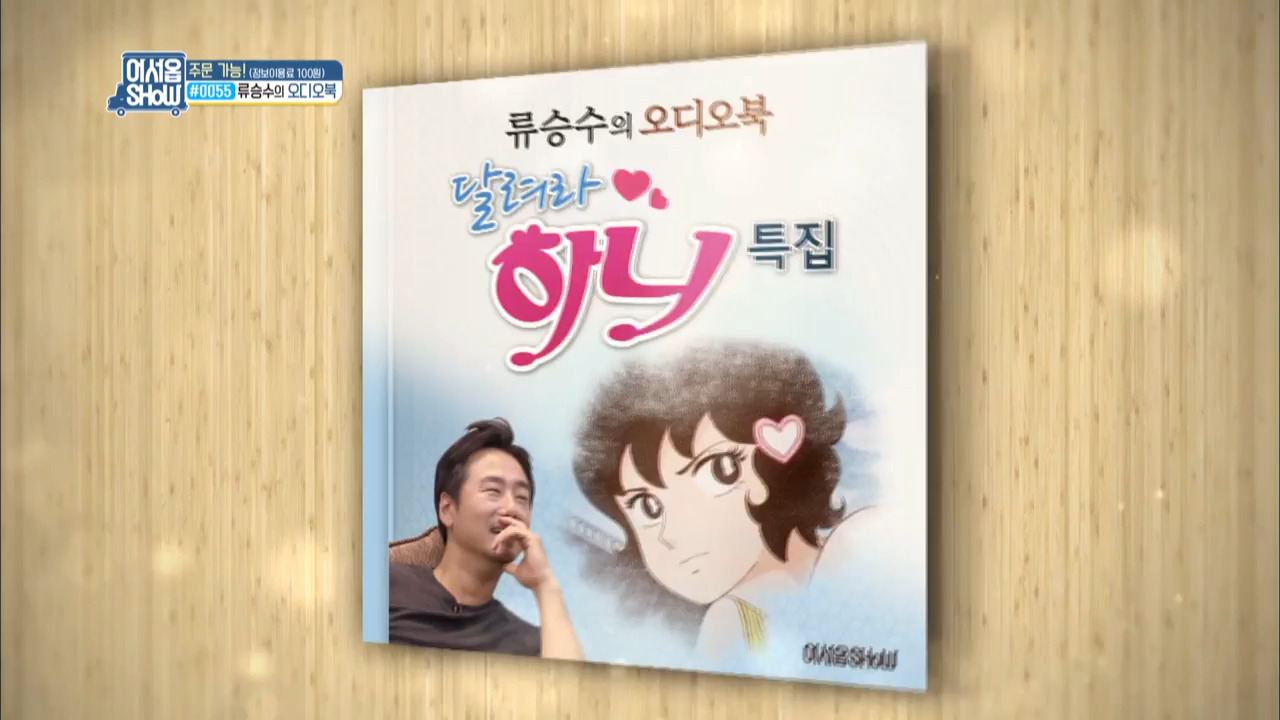 어서옵
SHOW
주문 가능! (정보이용료 100원)
#0055 류승수의 오디오북
류승수의 오디오북
달려라
하니 특집
어서옵SHOW